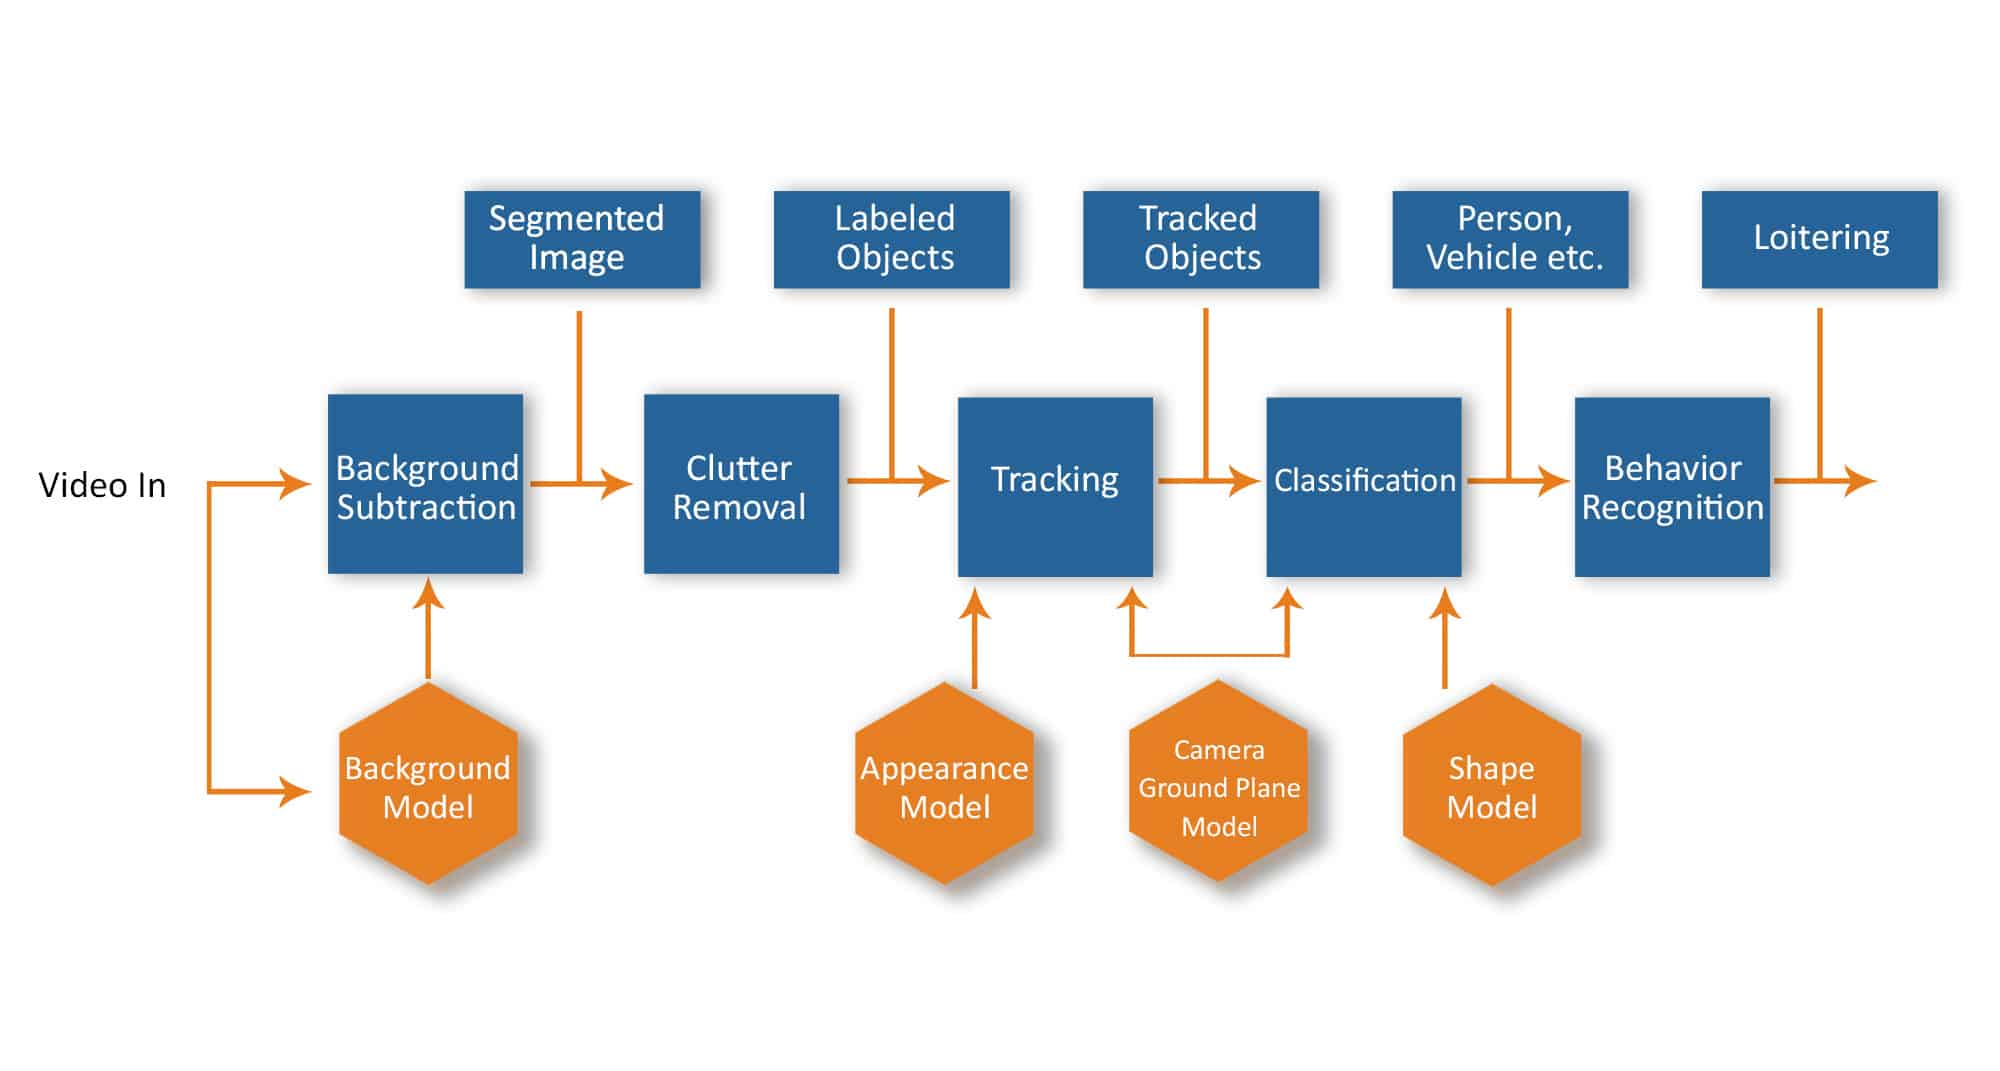 Segmented
Image
Labeled
Objects
Tracked
Objects
Person,
Vehicle etc.
Loitering
Video In
Background
Subtraction
Clutter
Removal
Tracking
Classification
Behavior
Recognition
Background
Model
Appearance
Model
Camera
Ground Plane
Model
Shape
Model